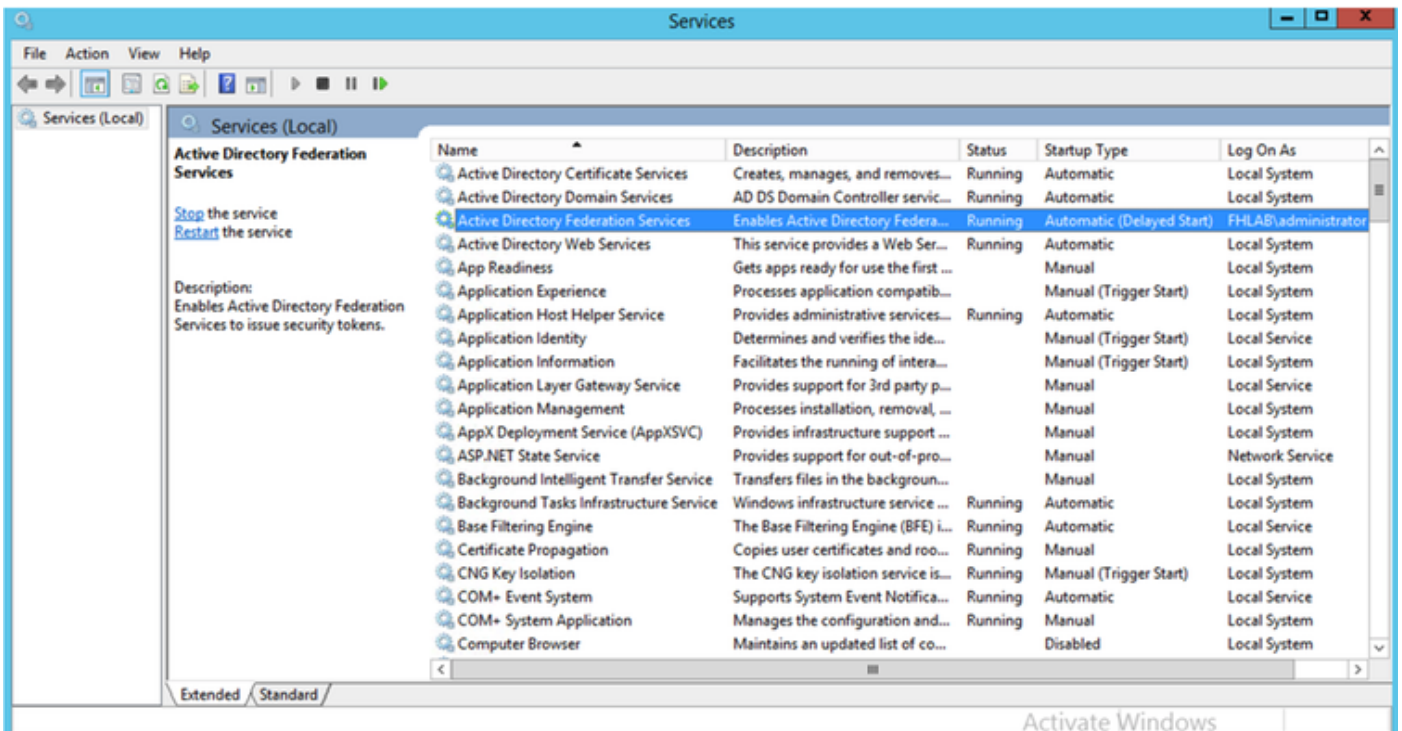 Services
File Action View Help
Services (Local)
Services (Local)
Active Directory Federation
Services
Stop the service
Restart the service
Description:
Enables Active Directory Federation
Services to issue security tokens.
Name Description Status Startup Type Log On As
Active Directory Certificate Services Creates, manages, and removes... Running Automatic Local System
Active Directory Domain Services AD DS Domain Controller servic... Running Automatic Local System
Active Directory Federation Services Enables Active Directory Federa... Running Automatic (Delayed Start) FHLAB\administrator
Active Directory Web Services This service provides a Web Ser... Running Automatic Local System
App Readiness Gets apps ready for use the first ... Manual Local System
Application Experience Processes application compatib... Manual (Trigger Start) Local System
Application Host Helper Service Provides administrative services... Running Automatic Local System
Application Identity Determines and verifies the ide... Manual (Trigger Start) Local Service
Application Information Facilitates the running of intera... Manual (Trigger Start) Local System
Application Layer Gateway Service Provides support for 3rd party p... Manual Local Service
Application Management Processes installation, removal, ... Manual Local System
AppX Deployment Service (AppXSVC) Provides infrastructure support ... Manual Local System
ASP.NET State Service Provides support for out-of-pro... Manual Network Service
Background Intelligent Transfer Service Transfers files in the backgroun... Manual Local System
Background Tasks Infrastructure Service Windows infrastructure service ... Running Automatic Local System
Base Filtering Engine The Base Filtering Engine (BFE) i... Running Automatic Local Service
Certificate Propagation Copies user certificates and roo... Running Manual Local System
CNG Key Isolation The CNG key isolation service is... Running Manual (Trigger Start) Local System
COM+ Event System Supports System Event Notifica... Running Automatic Local Service
COM+ System Application Manages the configuration and... Running Manual Local System
Computer Browser Maintains an updated list of co... Disabled Local System
Extended Standard
Activate Windows